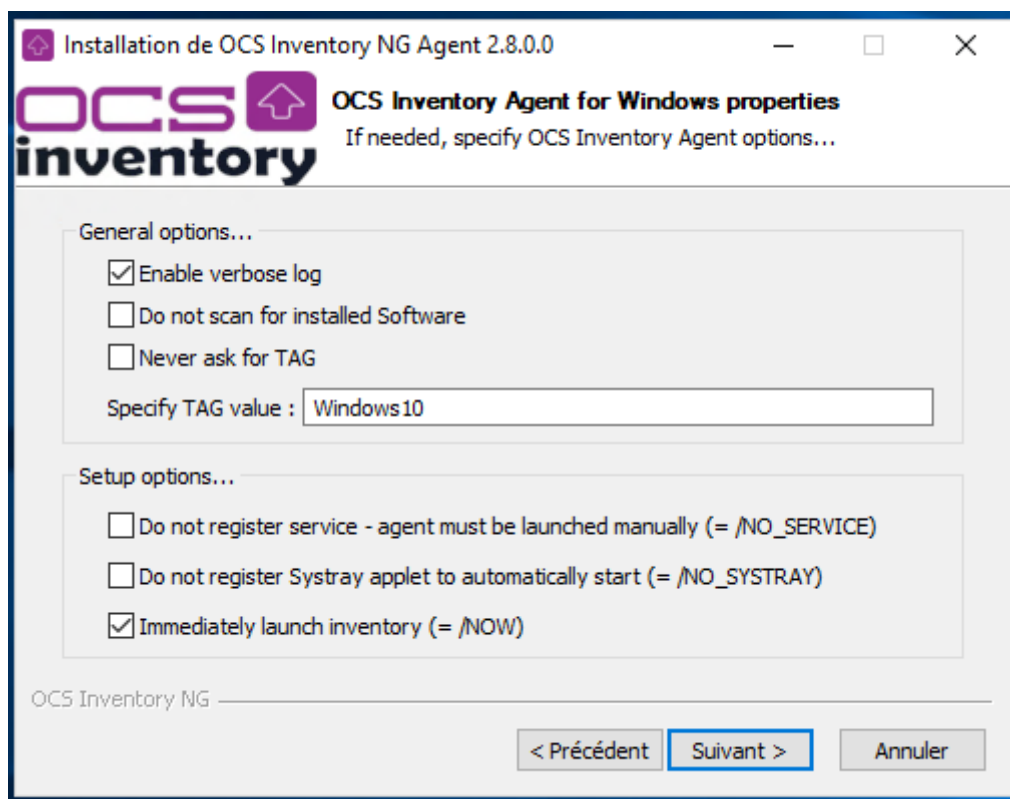 Installation de OCS Inventory NG Agent 2.8.0.0
OCS
inventory
OCS Inventory Agent for Windows properties
If needed, specify OCS Inventory Agent options...
General options...
Enable verbose log
Do not scan for installed Software
Never ask for TAG
Specify TAG value : Windows10
Setup options...
Do not register service - agent must be launched manually (= /NO_SERVICE)
Do not register Systray applet to automatically start (= /NO_SYSTRAY)
Immediately launch inventory (= /NOW)
OCS Inventory NG
< Précédent Suivant > Annuler